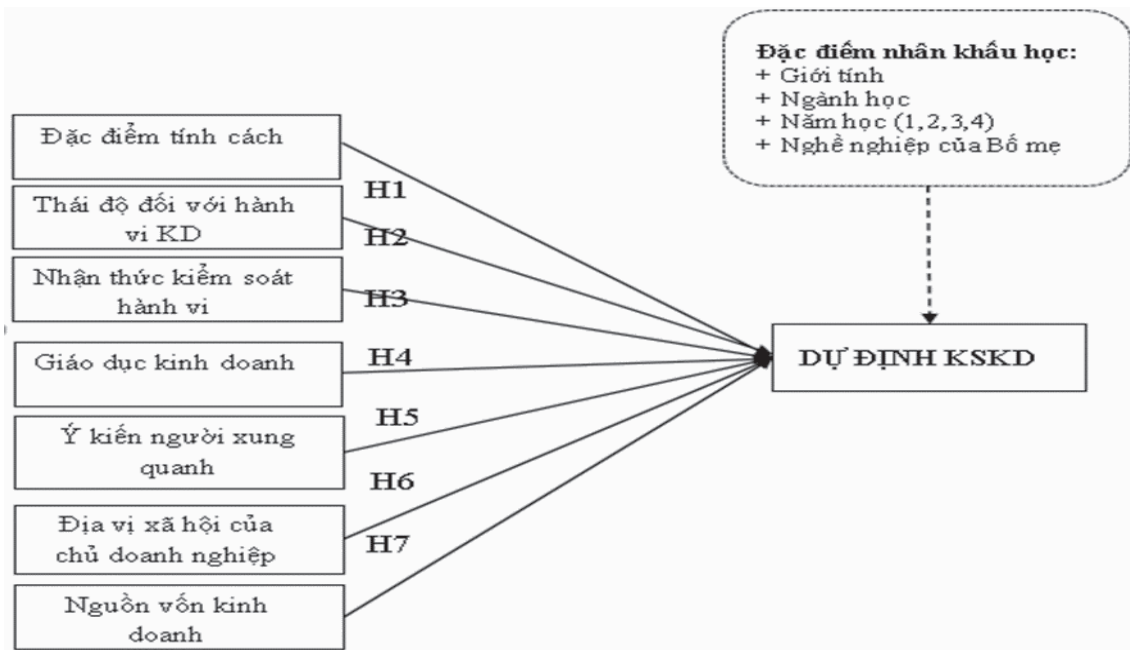 Đặc điểm nhân khẩu học:
+ Giới tính
+ Ngành học
+ Năm học (1,2,3,4)
+ Nghề nghiệp của Bố mẹ
Đặc điểm tính cách
H1
Thái độ đối với hành
vi KD
H2
Nhận thức kiểm soát
hành vi
H3
Giáo dục kinh doanh
H4
DỰ ĐỊNH KSKD
Ý kiến người xung
quanh
H5
H6
Địa vị xã hội của
chủ doanh nghiệp
H7
Nguồn vốn kinh
doanh